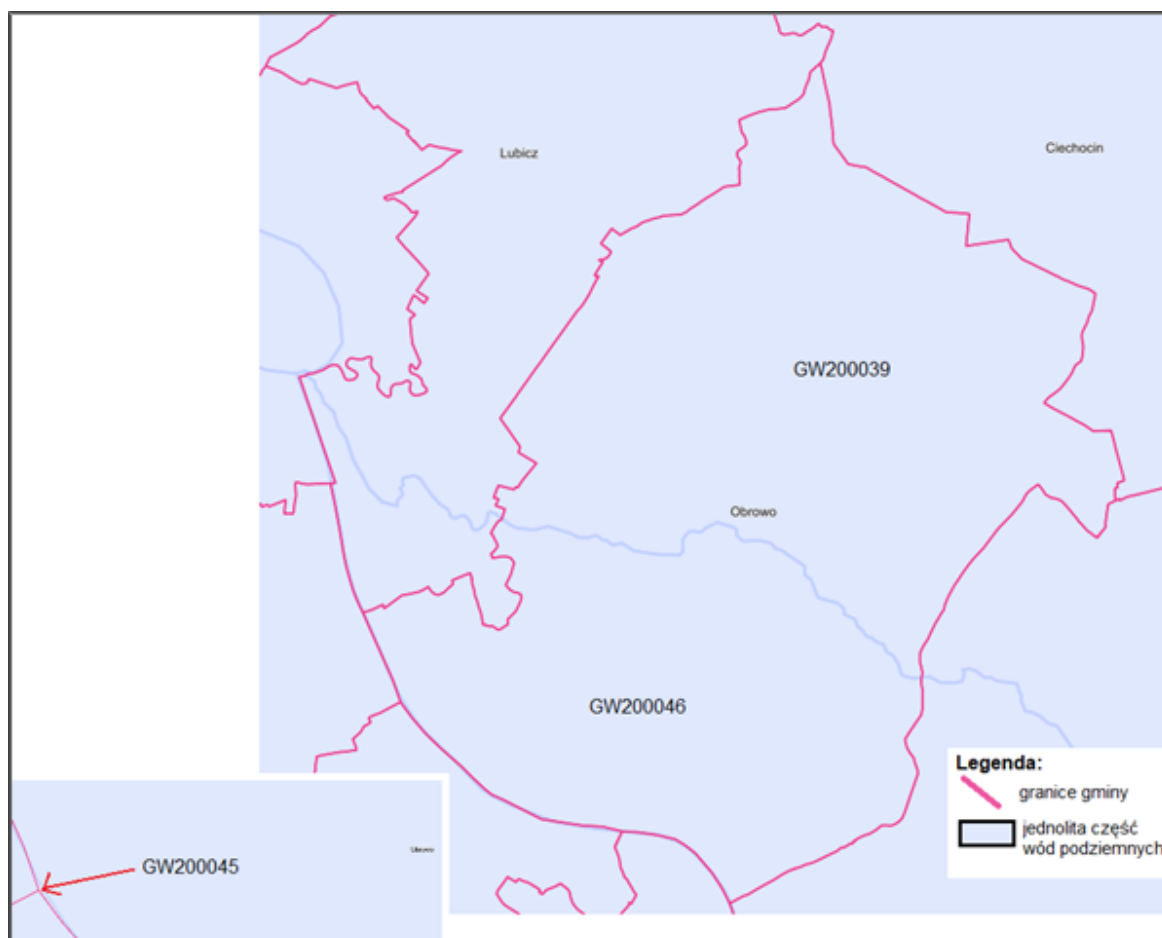 Lubicz
Ciechocin
GW200039
Obrowo
GW200046
Legenda:
granice gminy
jednolita część
wód podziemnych
GW200045